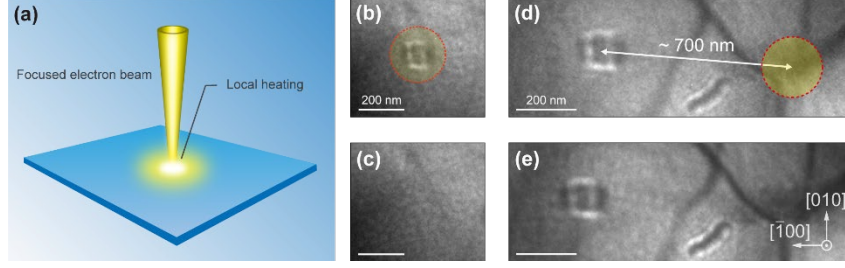 (a)
Focused electron beam
Local heating
(b)
200 nm
(c)
(d)
~ 700 nm
200 nm
(e)
[010]
[1̅00]